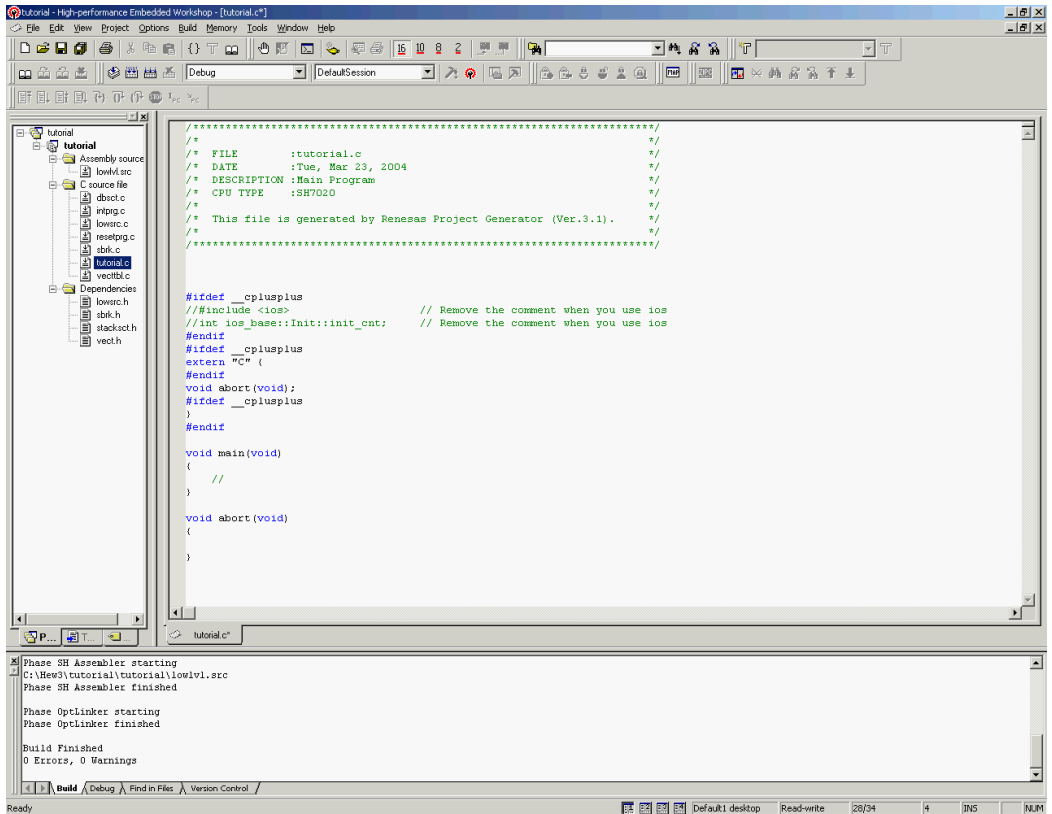 tutorial - High-performance Embedded Workshop - [tutorial.c*]
File Edit View Project Options Build Memory Tools Window Help
16 10 8 2
Debug DefaultSession
tutorial
tutorial
Assembly source
lowlvl.src
C source file
dbsct.c
intprg.c
lowsrc.c
resetprg.c
sbrk.c
tutorial.c
vecttbl.c
Dependencies
lowsrc.h
sbrk.h
stacksct.h
vect.h
P... T... ...
/***********************************************************************/
/*                                                                     */
/*  FILE        :tutorial.c                                            */
/*  DATE        :Tue, Mar 23, 2004                                     */
/*  DESCRIPTION :Main Program                                          */
/*  CPU TYPE    :SH7020                                                */
/*                                                                     */
/*  This file is generated by Renesas Project Generator (Ver.3.1).     */
/*                                                                     */
/***********************************************************************/
#ifdef __cplusplus
//#include <ios>                    // Remove the comment when you use ios
//int ios_base::Init::init_cnt;     // Remove the comment when you use ios
#endif
#ifdef __cplusplus
extern "C" {
#endif
void abort(void);
#ifdef __cplusplus
}
#endif
void main(void)
{
    //
}
void abort(void)
{
}
tutorial.c*
Phase SH Assembler starting
C:\Hew3\tutorial\tutorial\lowlvl.src
Phase SH Assembler finished
Phase OptLinker starting
Phase OptLinker finished
Build Finished
0 Errors, 0 Warnings
Build Debug Find in Files Version Control
Ready Default1 desktop Read-write 28/34 4 INS NUM